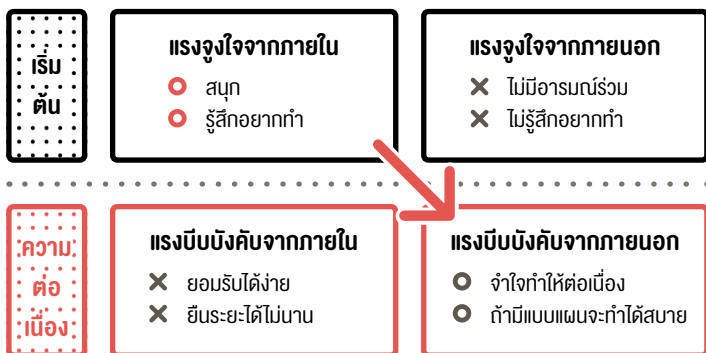 เริ่ม
ต้น
แรงจูงใจจากภายใน
สนุก
รู้สึกอยากทำ
แรงจูงใจจากภายนอก
ไม่มีอารมณ์ร่วม
ไม่รู้สึกอยากทำ
ความ
ต่อ
เนื่อง
แรงบีบบังคับจากภายใน
ยอมรับได้ง่าย
ยืนระยะได้ไม่นาน
แรงบีบบังคับจากภายนอก
จำใจทำให้ต่อเนื่อง
ถ้ามีแบบแผนจะทำได้สบาย